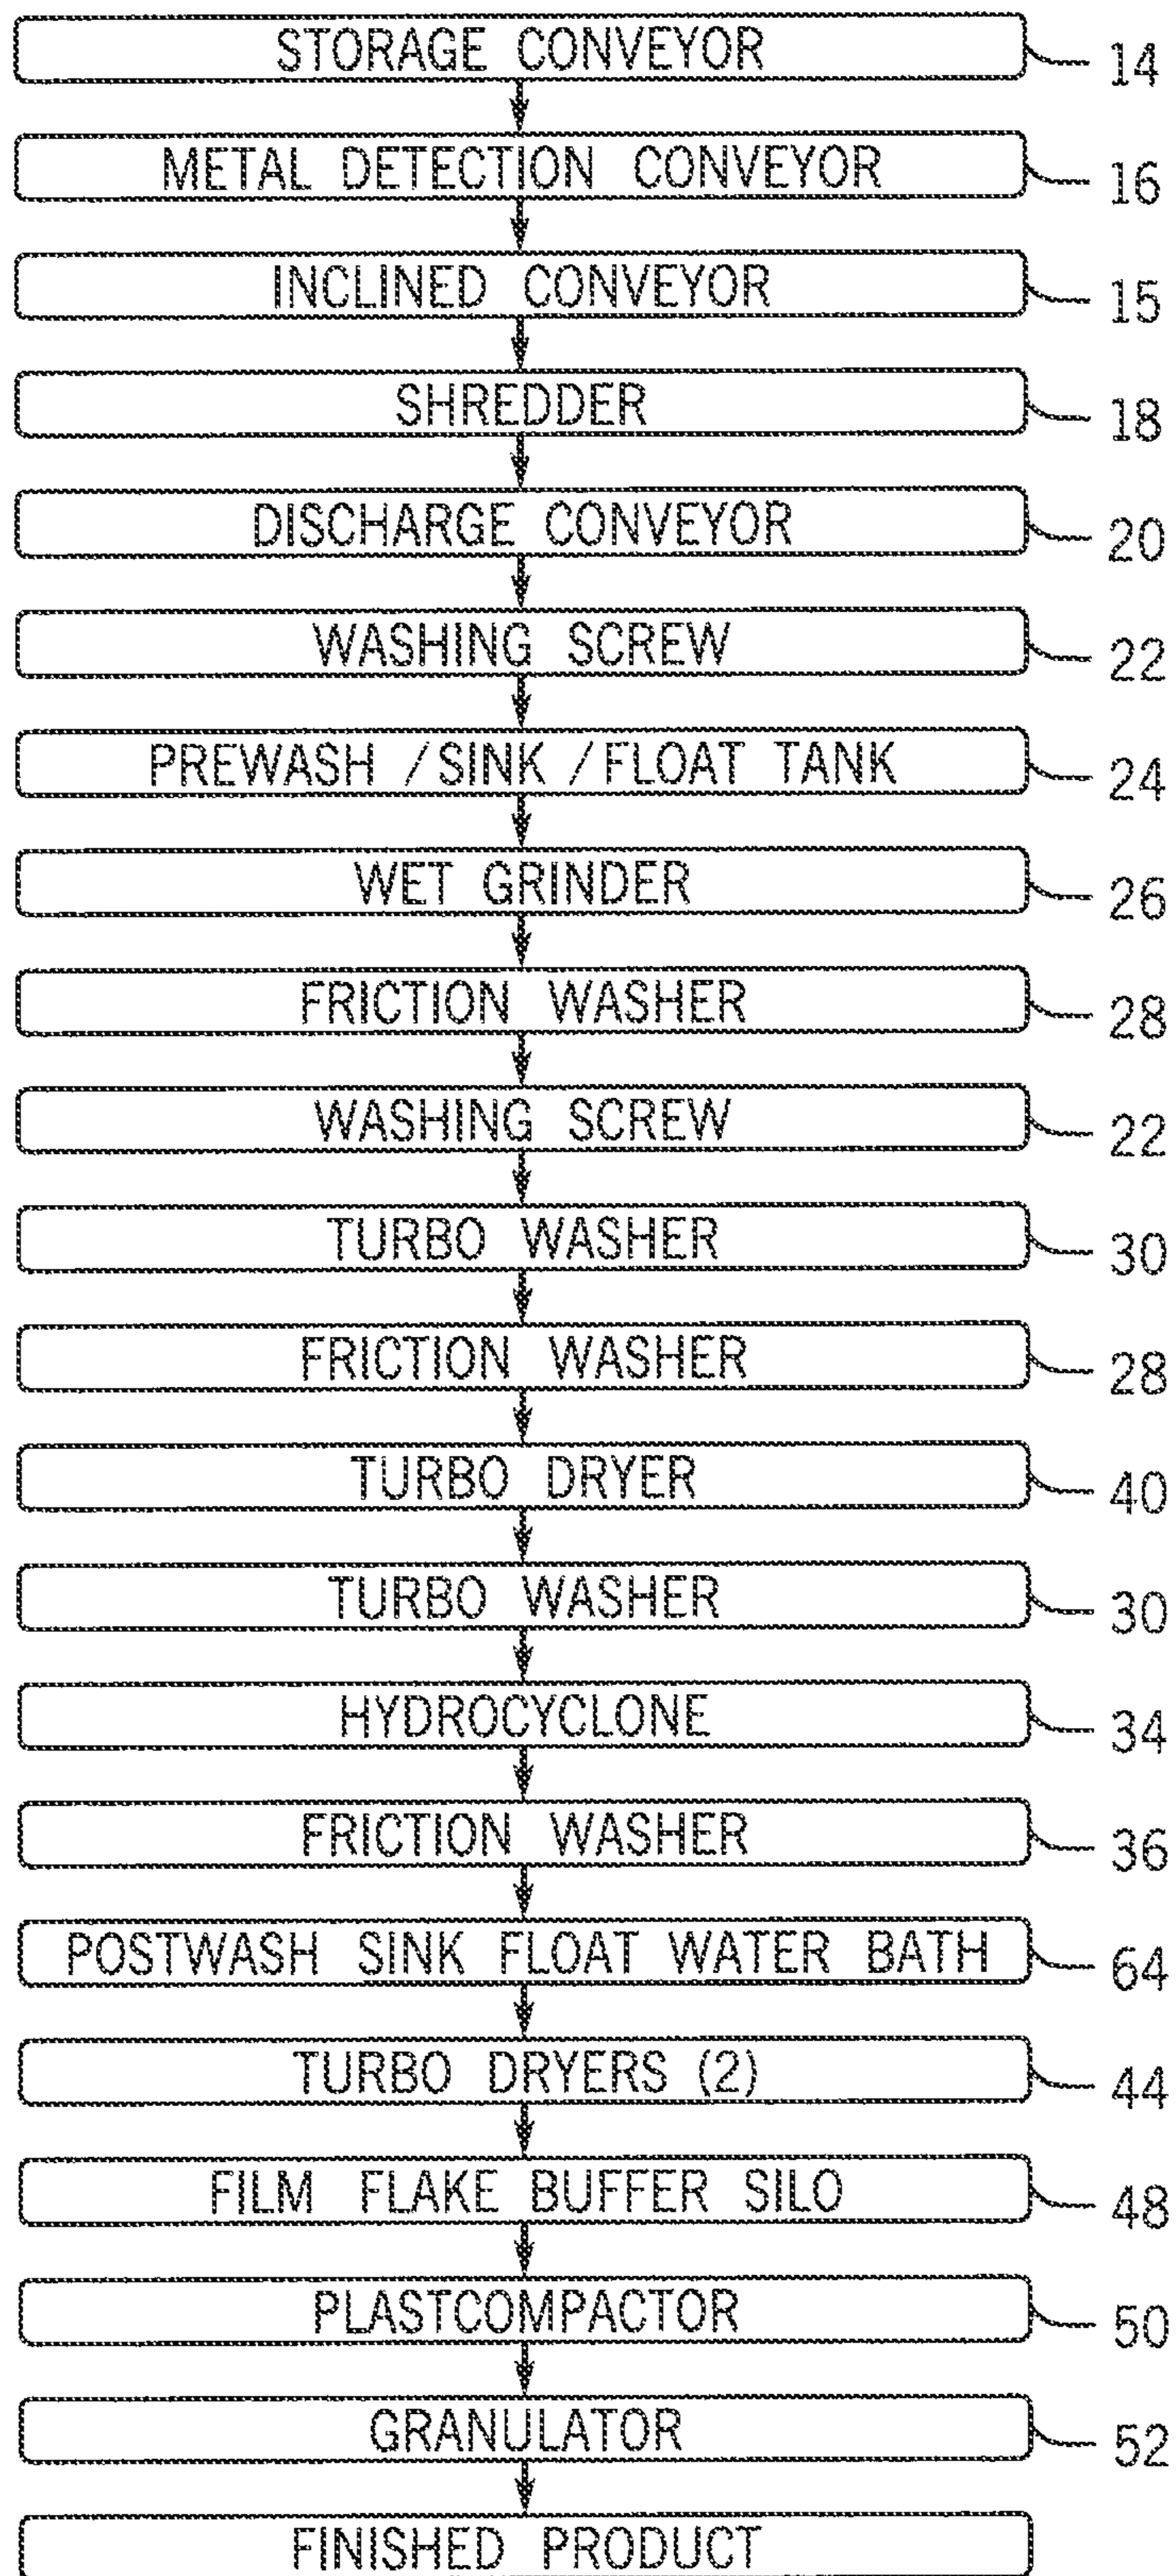 STORAGE CONVEYOR 14
METAL DETECTION CONVEYOR 16
INCLINED CONVEYOR 15
SHREDDER 18
DISCHARGE CONVEYOR 20
WASHING SCREW 22
PREWASH / SINK / FLOAT TANK 24
WET GRINDER 26
FRICTION WASHER 28
WASHING SCREW 22
TURBO WASHER 30
FRICTION WASHER 28
TURBO DRYER 40
TURBO WASHER 30
HYDROCYCLONE 34
FRICTION WASHER 36
POSTWASH SINK FLOAT WATER BATH 64
TURBO DRYERS (2) 44
FILM FLAKE BUFFER SILO 48
PLASTCOMPACTOR 50
GRANULATOR 52
FINISHED PRODUCT